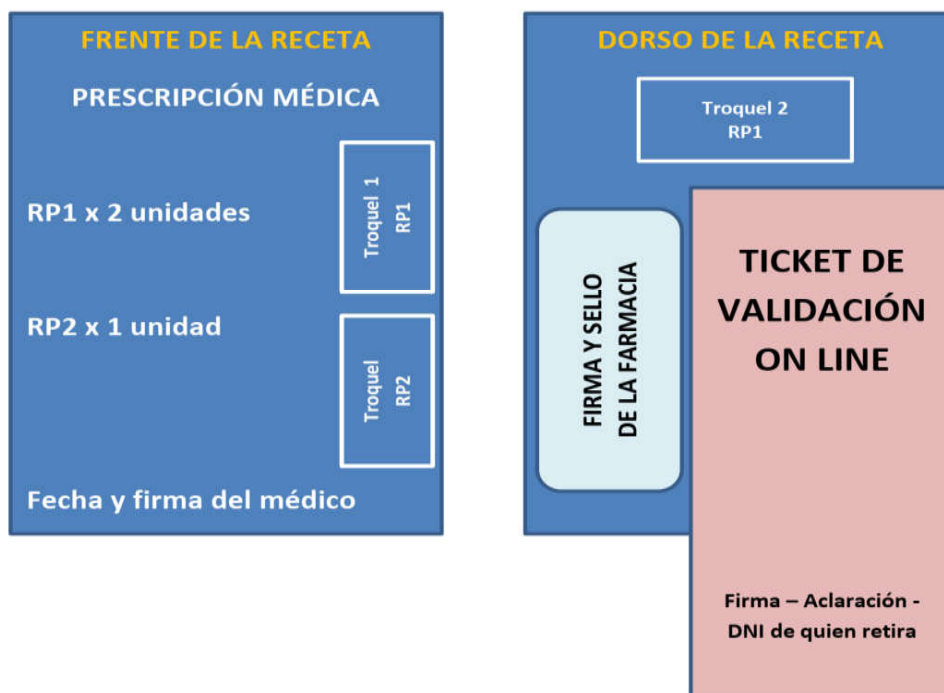 FRENTE DE LA RECETA
PRESCRIPCIÓN MÉDICA
RP1 x 2 unidades
Troquel 1
RP1
RP2 x 1 unidad
Troquel
RP2
Fecha y firma del médico
DORSO DE LA RECETA
Troquel 2
RP1
FIRMA Y SELLO
DE LA FARMACIA
TICKET DE
VALIDACIÓN
ON LINE
Firma – Aclaración -
DNI de quien retira